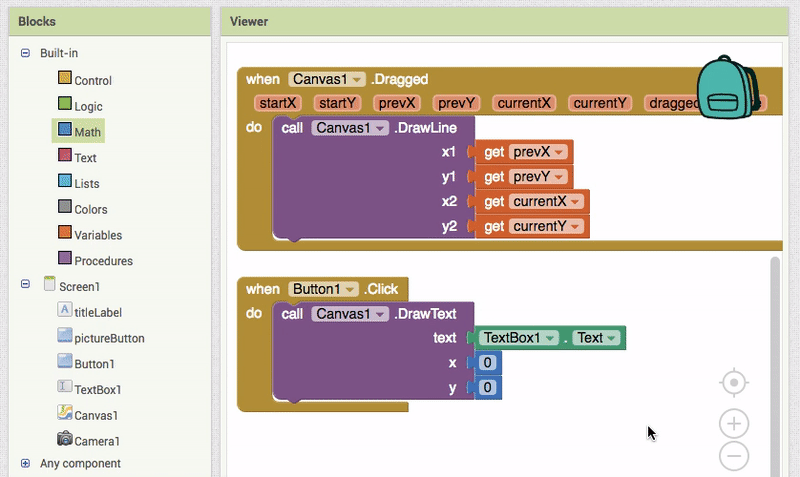 Blocks
Built-in
Control
Logic
Math
Text
Lists
Colors
Variables
Procedures
Screen1
titleLabel
pictureButton
Button1
TextBox1
Canvas1
Camera1
Any component
Viewer
when Canvas1 .Dragged
startX startY prevX prevY currentX currentY dragged
do call Canvas1 .DrawLine
x1 get prevX
y1 get prevY
x2 get currentX
y2 get currentY
when Button1 .Click
do call Canvas1 .DrawText
text TextBox1 . Text
x 0
y 0